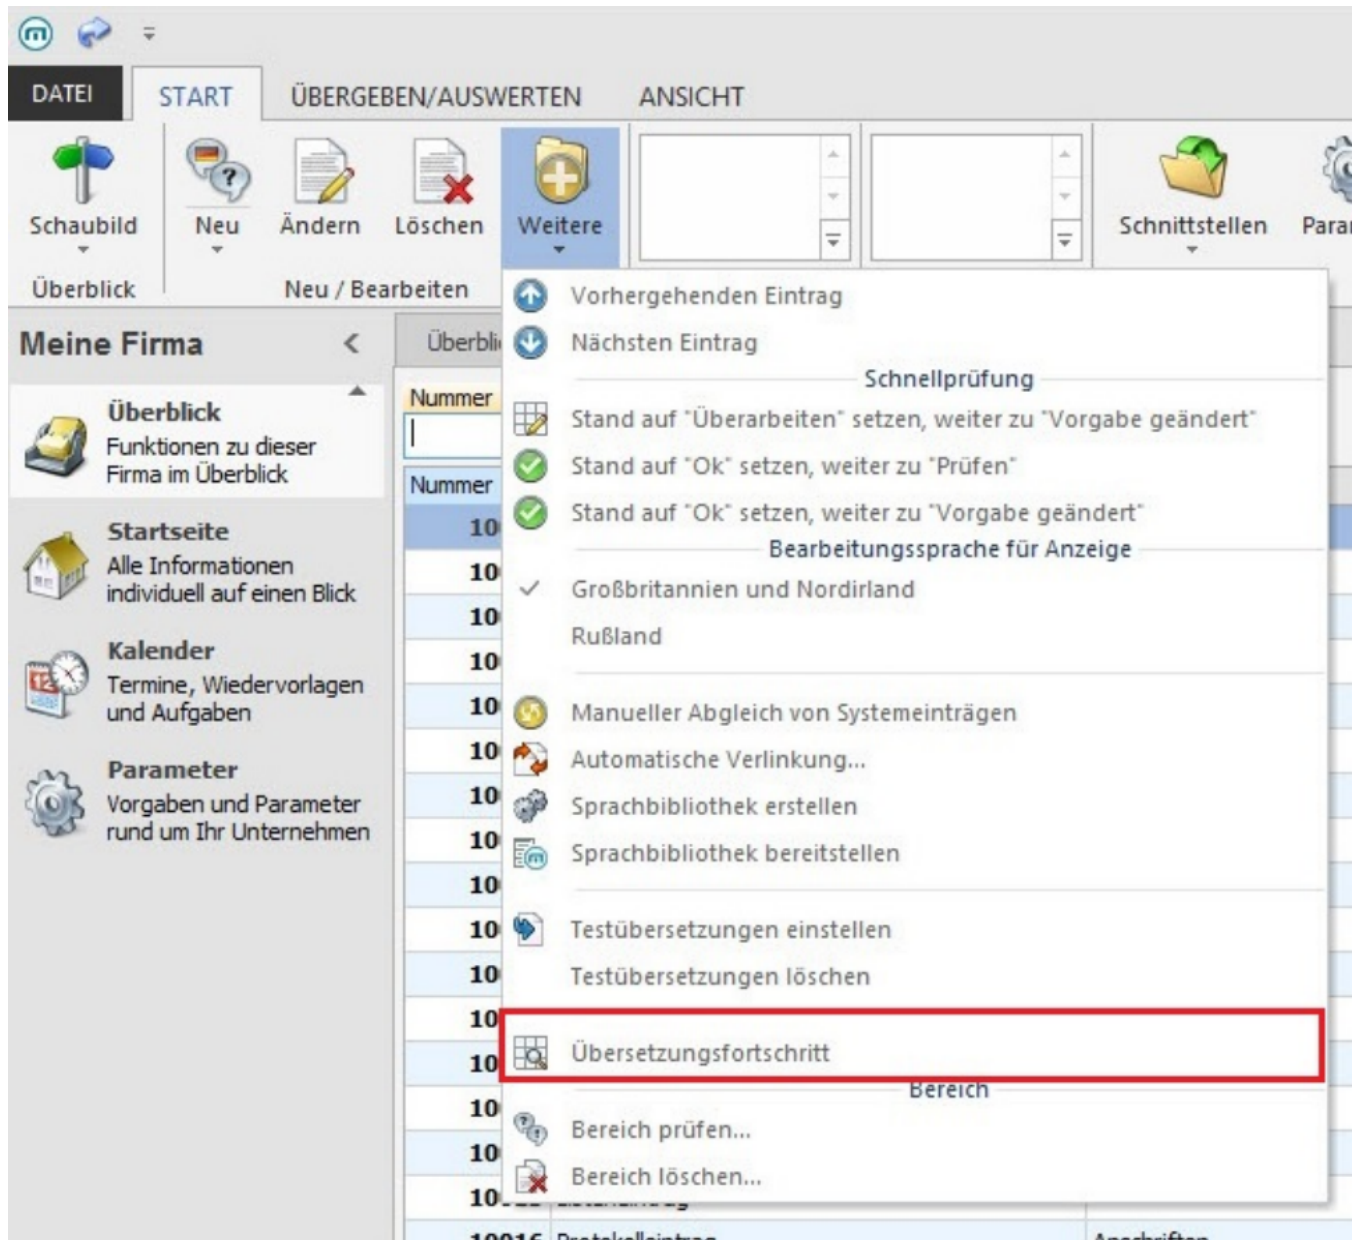 DATEI START ÜBERGEBEN/AUSWERTEN ANSICHT
Schaubild Neu Ändern Löschen Weitere Schnittstellen
Überblick Neu / Bearbeiten
Meine Firma
Überblick
Funktionen zu dieser
Firma im Überblick
Startseite
Alle Informationen
individuell auf einen Blick
Kalender
Termine, Wiedervorlagen
und Aufgaben
Parameter
Vorgaben und Parameter
rund um Ihr Unternehmen
Nummer
Nummer
Vorhergehenden Eintrag
Nächsten Eintrag
Schnellprüfung
Stand auf "Überarbeiten" setzen, weiter zu "Vorgabe geändert"
Stand auf "Ok" setzen, weiter zu "Prüfen"
Stand auf "Ok" setzen, weiter zu "Vorgabe geändert"
Bearbeitungssprache für Anzeige
Großbritannien und Nordirland
Rußland
Manueller Abgleich von Systemeinträgen
Automatische Verlinkung...
Sprachbibliothek erstellen
Sprachbibliothek bereitstellen
Testübersetzungen einstellen
Testübersetzungen löschen
Übersetzungsfortschritt
Bereich
Bereich prüfen...
Bereich löschen...
10016 Protokolleintrag Anschriften